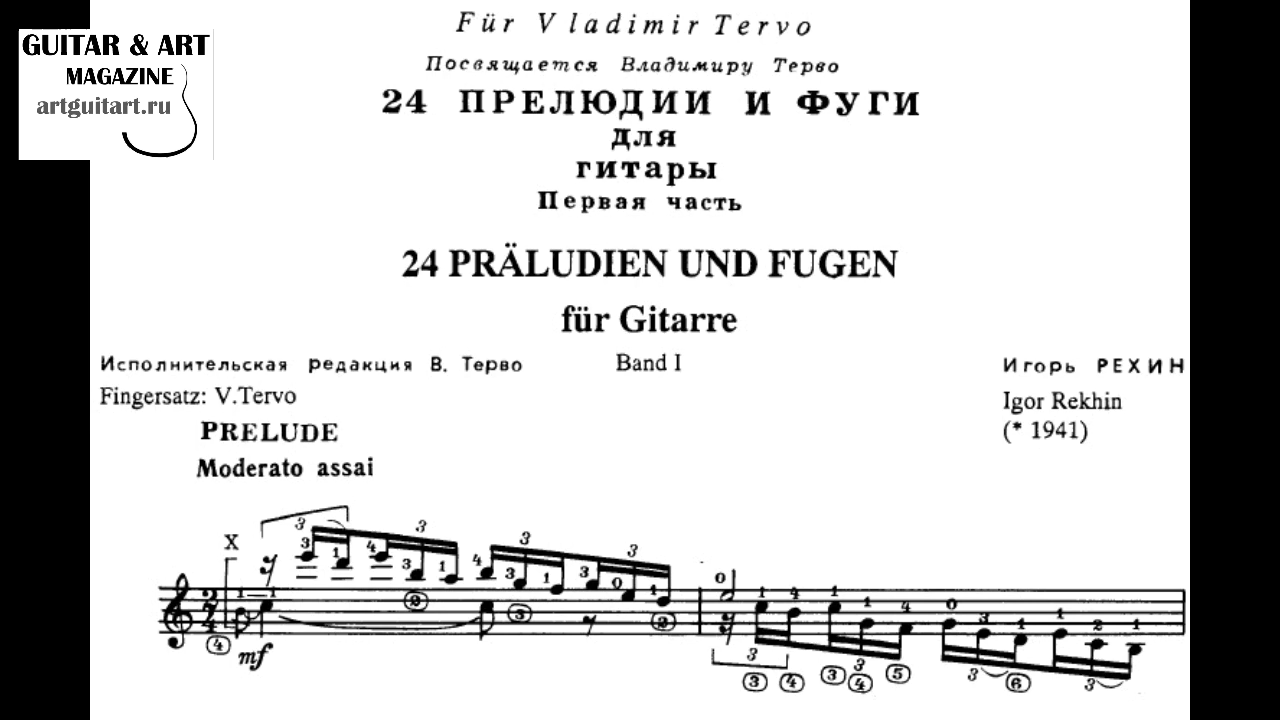 GUITAR & ART
MAGAZINE
artguitart.ru
Für Vladimir Tervo
Посвящается Владимиру Терво
24 ПРЕЛЮДИИ И ФУГИ
для
гитары
Первая часть
24 PRÄLUDIEN UND FUGEN
für Gitarre
Исполнительская редакция В. Терво
Band I
Игорь РЕХИН
Fingersatz: V.Tervo
Igor Rekhin
(* 1941)
PRELUDE
Moderato assai
X
mf